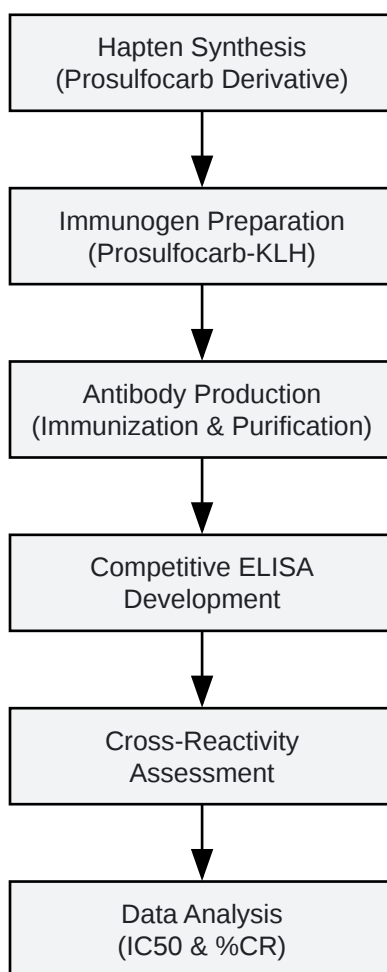 Hapten Synthesis
(Prosulfocarb Derivative)
Immunogen Preparation
(Prosulfocarb-KLH)
Antibody Production
(Immunization & Purification)
Competitive ELISA
Development
Cross-Reactivity
Assessment
Data Analysis
(IC50 & %CR)